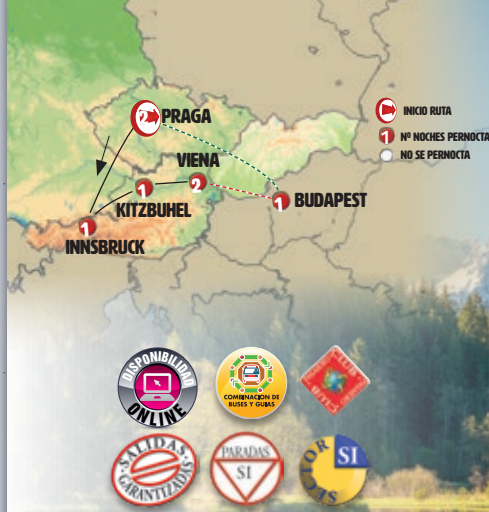 2
PRAGA
INICIO RUTA
1 Nº NOCHES PERNOCTA
NO SE PERNOCTA
VIENA
1
2
KITZBUHEL
1
BUDAPEST
1
INNSBRUCK
DISPONIBILIDAD
ONLINE
COMBINACION DE
BUSES Y GUIAS
SALIDAS
GARANTIZADAS
PARADAS
SI
SECTOR
SI